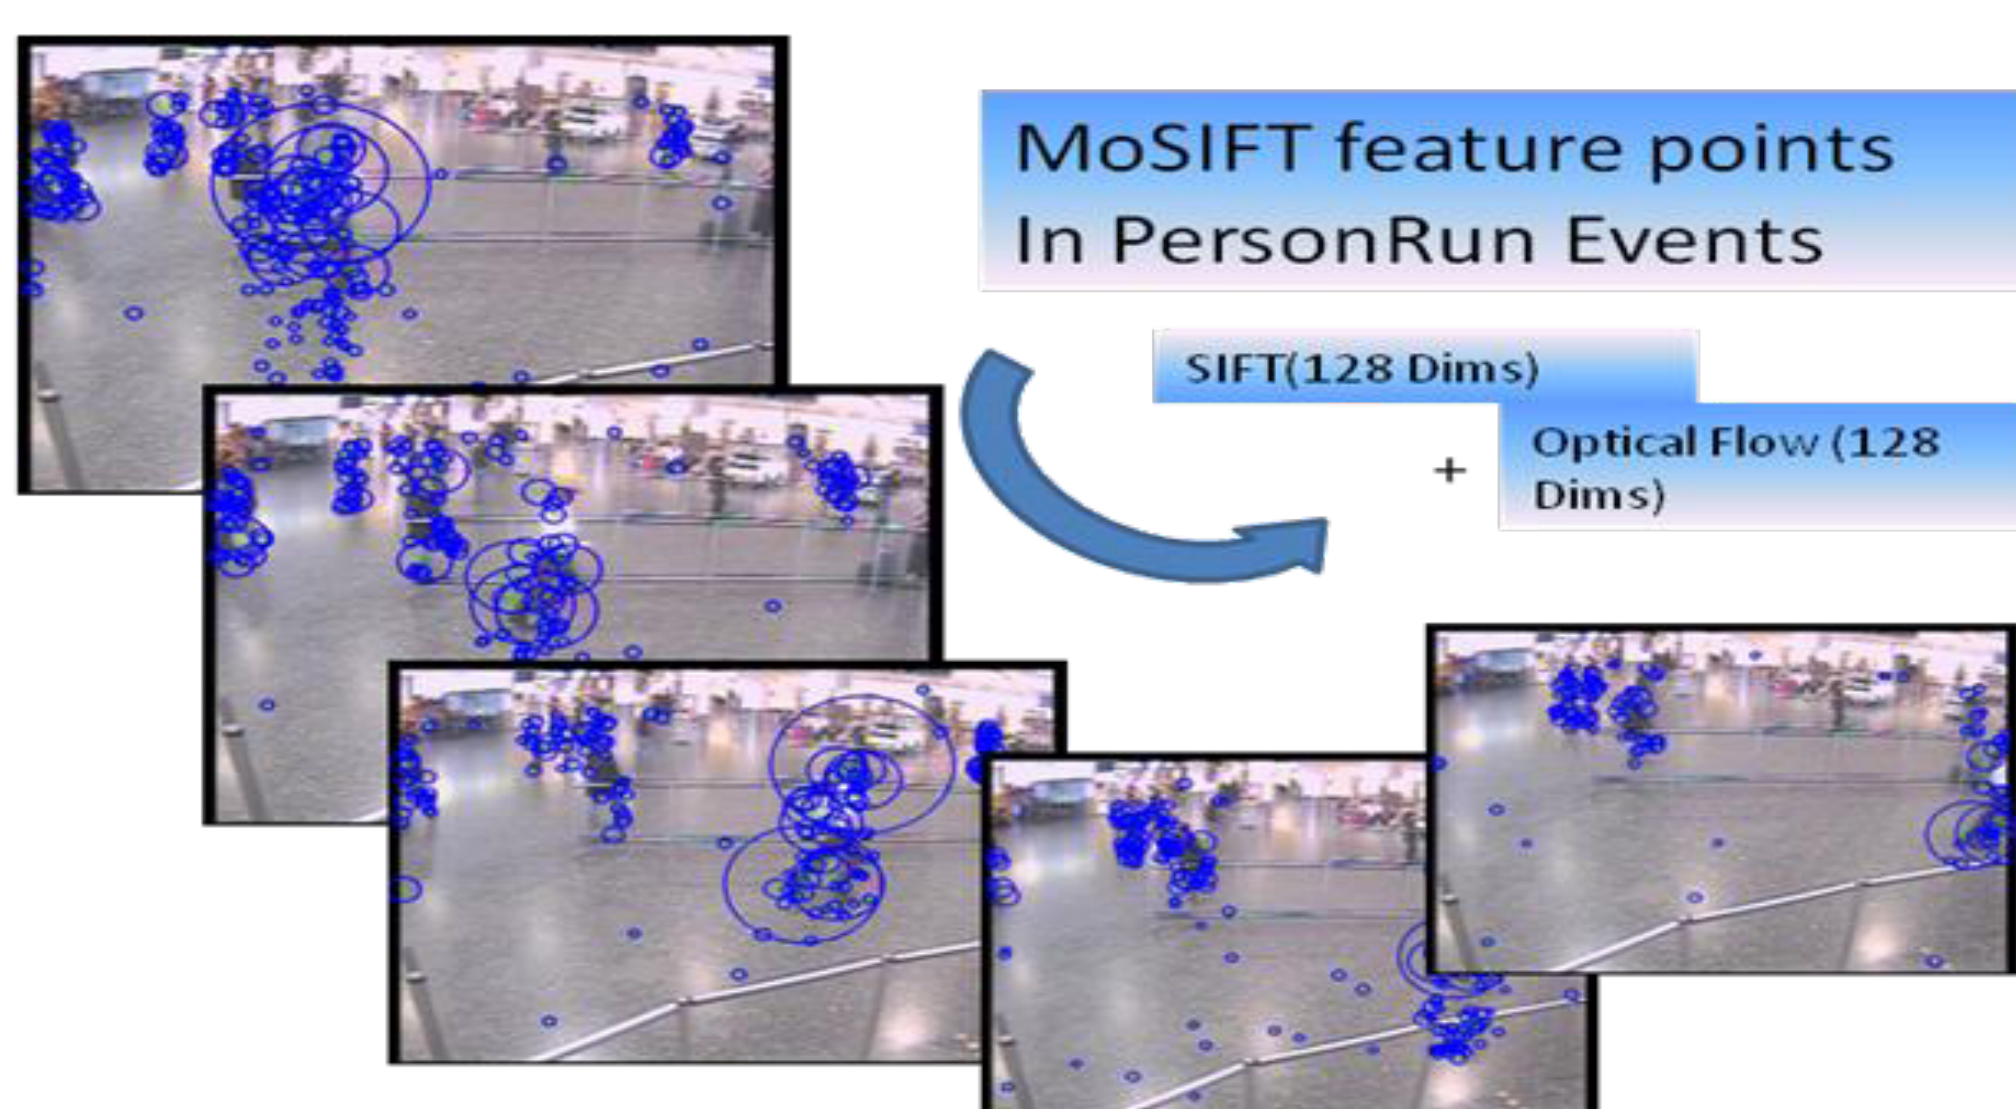 MoSIFT feature points
In PersonRun Events
SIFT(128 Dims)
+
Optical Flow (128
Dims)